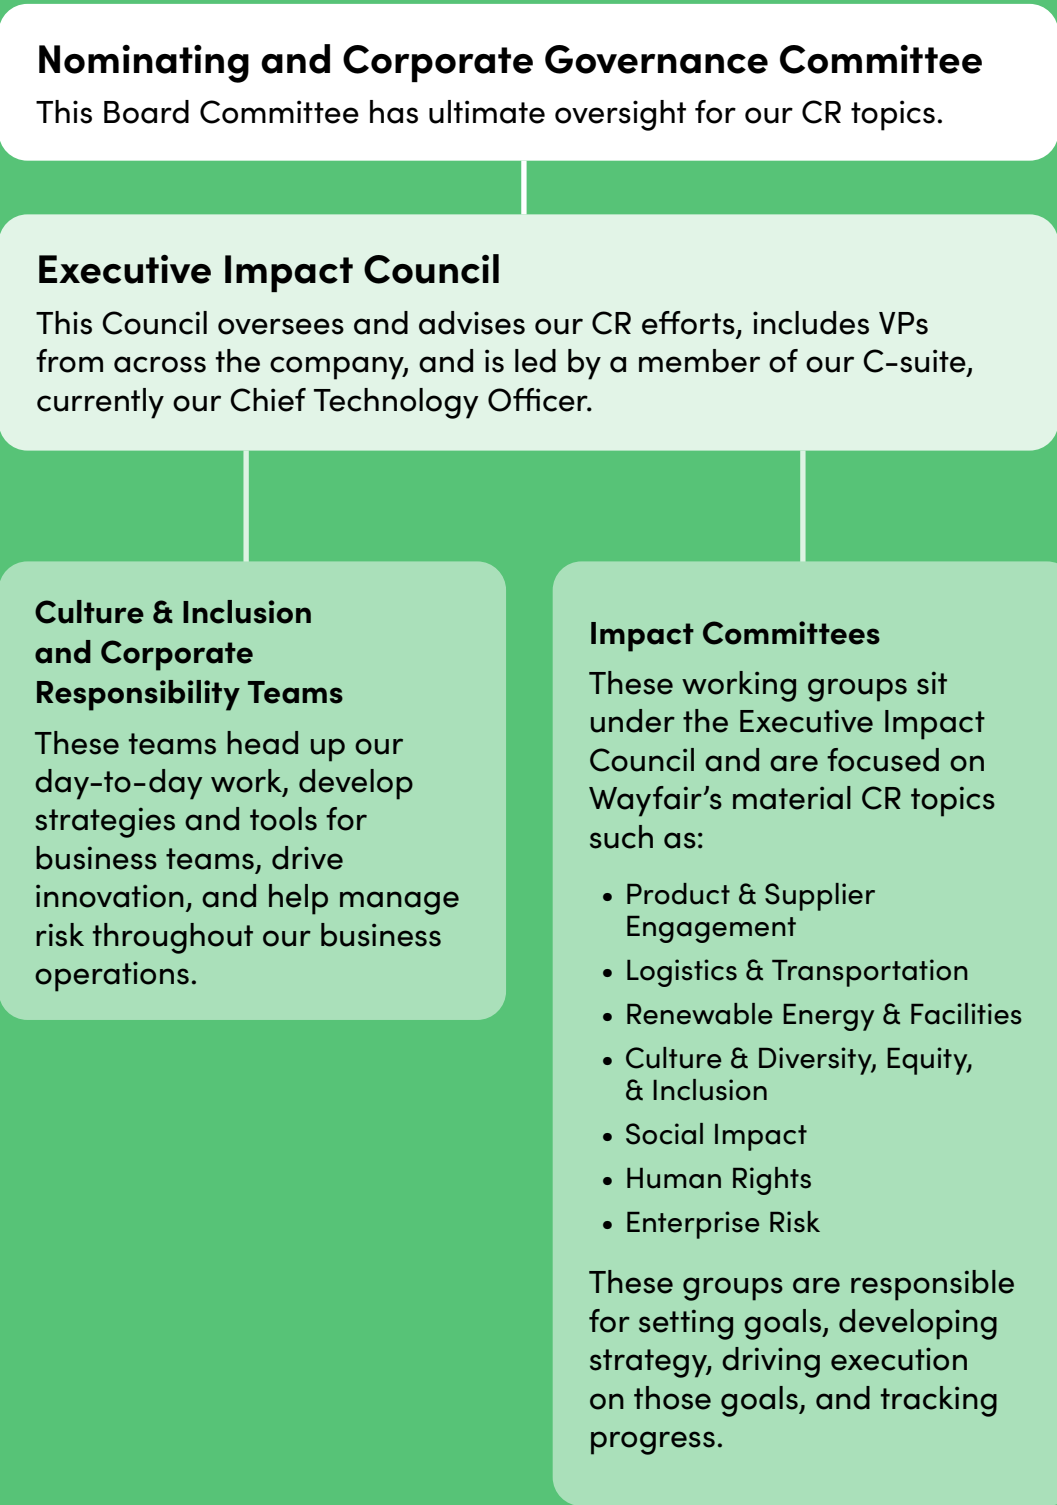 Nominating and Corporate Governance Committee
This Board Committee has ultimate oversight for our CR topics.
Executive Impact Council
This Council oversees and advises our CR efforts, includes VPs
from across the company, and is led by a member of our C-suite,
currently our Chief Technology Officer.
Culture & Inclusion
and Corporate
Responsibility Teams
These teams head up our
day-to-day work, develop
strategies and tools for
business teams, drive
innovation, and help manage
risk throughout our business
operations.
Impact Committees
These working groups sit
under the Executive Impact
Council and are focused on
Wayfair’s material CR topics
such as:
• Product & Supplier
Engagement
• Logistics & Transportation
• Renewable Energy & Facilities
• Culture & Diversity, Equity,
& Inclusion
• Social Impact
• Human Rights
• Enterprise Risk
These groups are responsible
for setting goals, developing
strategy, driving execution
on those goals, and tracking
progress.